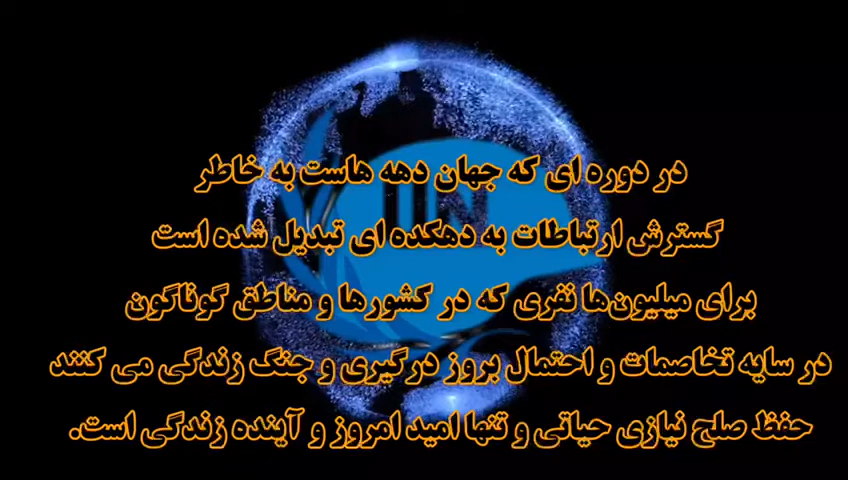 در دوره ای که جهان دهه هاست به خاطر
گسترش ارتباطات به دهکده ای تبدیل شده است
برای میلیون‌ها نفری که در کشورها و مناطق گوناگون
در سایه تخاصمات و احتمال بروز درگیری و جنگ زندگی می کنند
حفظ صلح نیازی حیاتی و تنها امید امروز و آینده زندگی است.